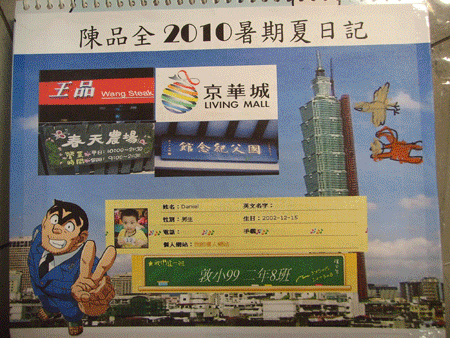 陳品全 2010暑期夏日記
王品 Wang Steak
京華城
LIVING MALL
春天農場
國父紀念館
姓名：Daniel 英文名字：
性別：男生 生日：2002-12-15
電話： 手機：
個人網站：
敦小99 二年8班